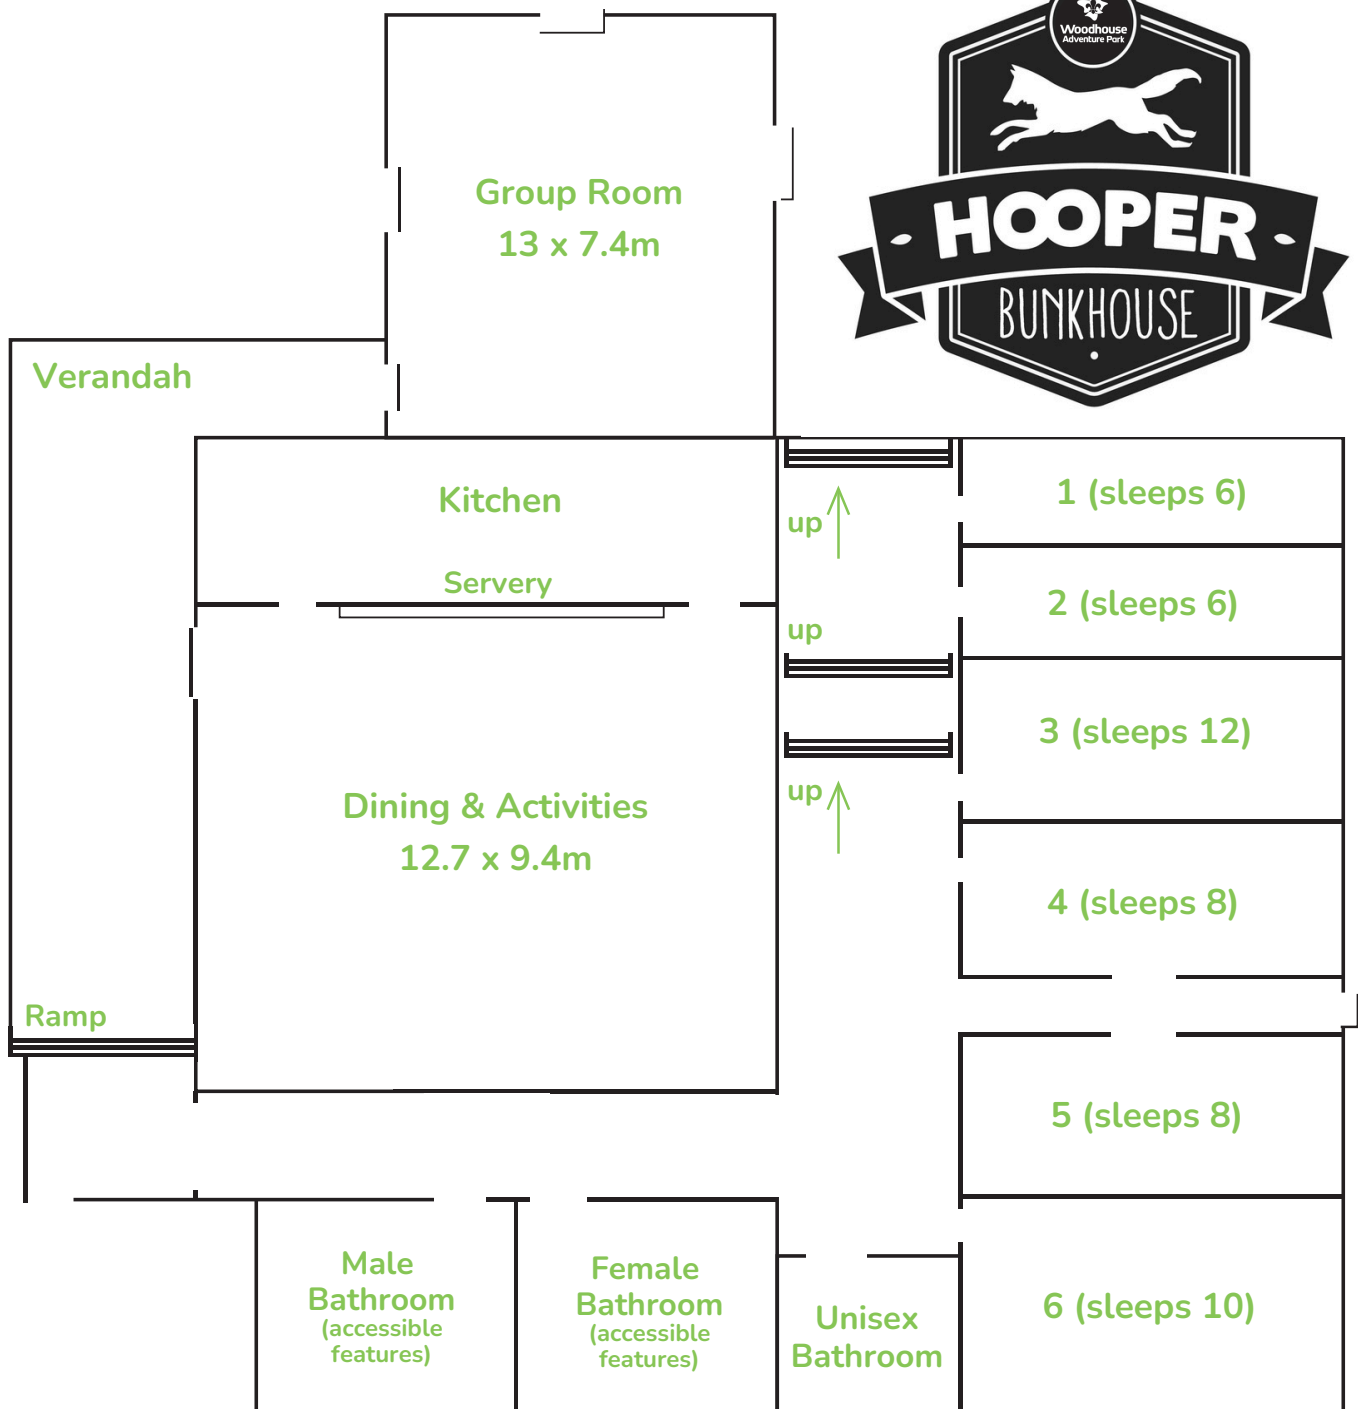 Woodhouse
Adventure Park
HOOPER
BUNKHOUSE
Group Room
13 x 7.4m
Verandah
Kitchen
Servery
up
up
up
1 (sleeps 6)
2 (sleeps 6)
3 (sleeps 12)
Dining & Activities
12.7 x 9.4m
4 (sleeps 8)
Ramp
5 (sleeps 8)
Male
Bathroom
(accessible
features)
Female
Bathroom
(accessible
features)
Unisex
Bathroom
6 (sleeps 10)